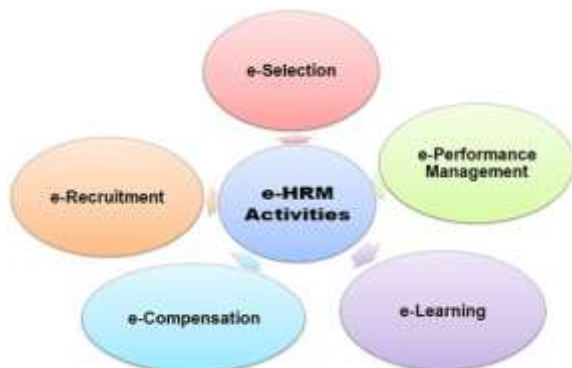 e-Selection
e-Performance
Management
e-Recruitment
e-HRM
Activities
e-Compensation
e-Learning